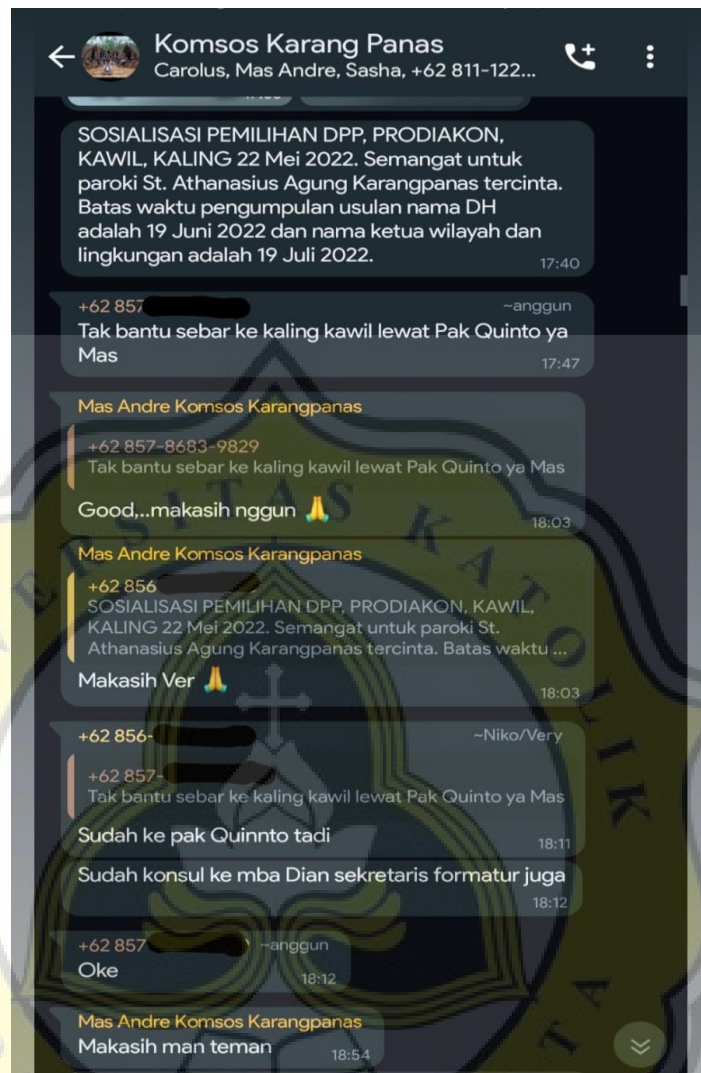 Komsos Karang Panas
Carolus, Mas Andre, Sasha, +62 811-122...
SOSIALISASI PEMILIHAN DPP, PRODIAKON,
KAWIL, KALING 22 Mei 2022. Semangat untuk
paroki St. Athanasius Agung Karangpanas tercinta.
Batas waktu pengumpulan usulan nama DH
adalah 19 Juni 2022 dan nama ketua wilayah dan
lingkungan adalah 19 Juli 2022.
17:40
+62 857 ~anggun
Tak bantu sebar ke kaling kawil lewat Pak Quinto ya
Mas
17:47
Mas Andre Komsos Karangpanas
+62 857-8683-9829
Tak bantu sebar ke kaling kawil lewat Pak Quinto ya Mas
Good,..makasih nggun 🙏
18:03
Mas Andre Komsos Karangpanas
+62 856
SOSIALISASI PEMILIHAN DPP, PRODIAKON, KAWIL,
KALING 22 Mei 2022. Semangat untuk paroki St.
Athanasius Agung Karangpanas tercinta. Batas waktu ...
Makasih Ver 🙏
18:03
+62 856- ~Niko/Very
+62 857-
Tak bantu sebar ke kaling kawil lewat Pak Quinto ya Mas
Sudah ke pak Quinnto tadi
18:11
Sudah konsul ke mba Dian sekretaris formatur juga
18:12
+62 857 ~anggun
Oke
18:12
Mas Andre Komsos Karangpanas
Makasih man teman
18:54